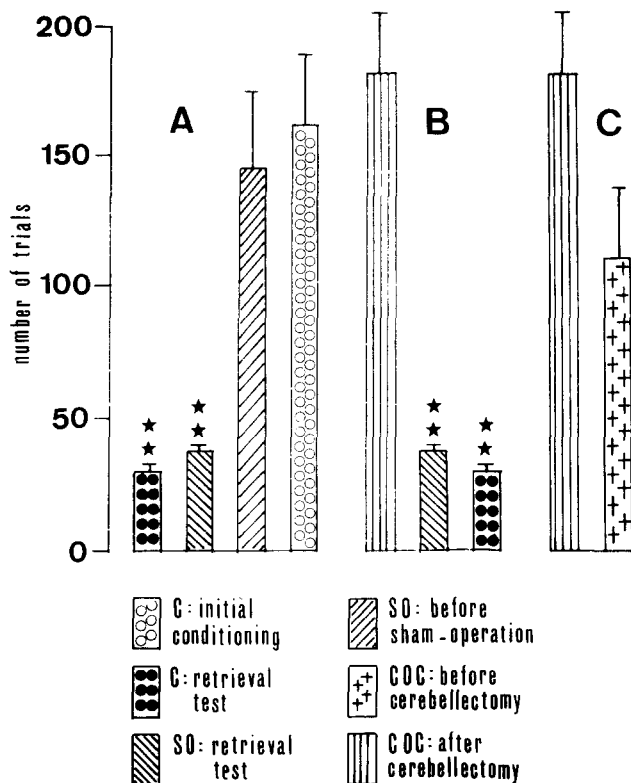 200
150
100
50
0
number of trials
A
B
C
★
★
★
★
★
★
★
★
C: initial
conditioning
C: retrieval
test
SO: retrieval
test
SO: before
sham-operation
COC: before
cerebellectomy
COC: after
cerebellectomy